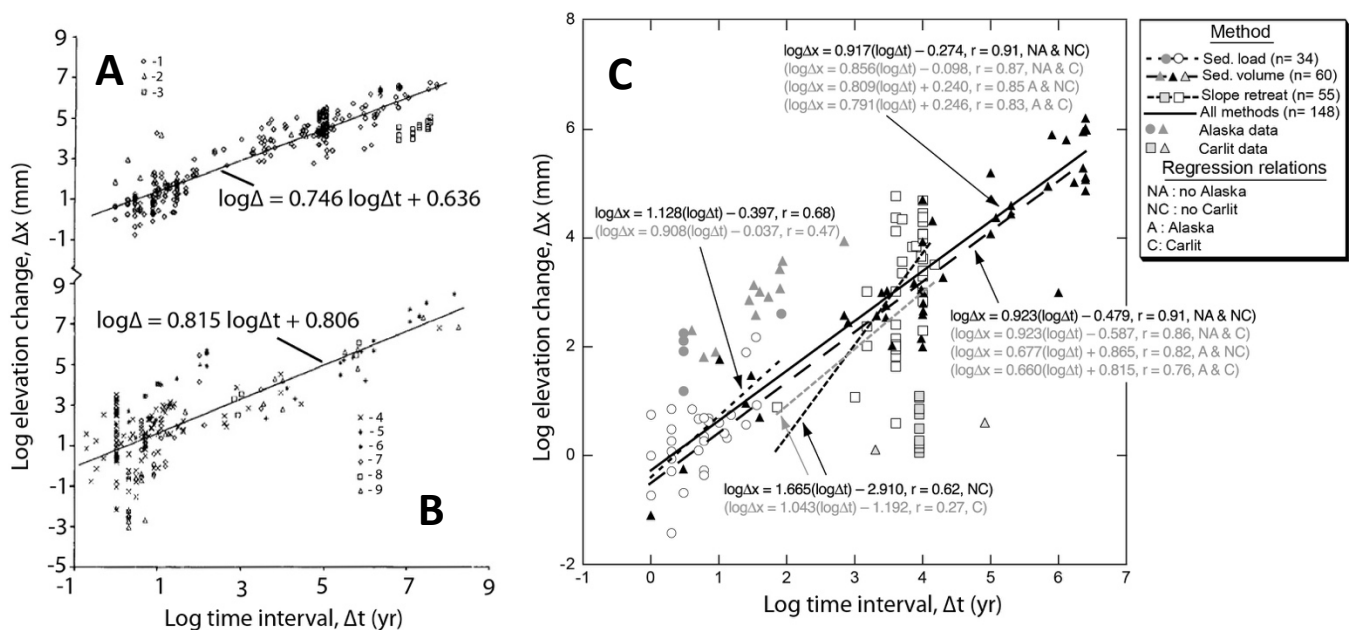 A
9
7
5
3
1
-1
-1
-2
-3
logΔ = 0.746 logΔt + 0.636
9
7
5
3
1
-1
-3
-5
logΔ = 0.815 logΔt + 0.806
-4
-5
-6
-7
-8
-9
B
-1
1
3
5
7
9
Log elevation change, Δx (mm)
Log time interval, Δt (yr)
C
8
6
4
2
0
-2
-1
0
1
2
3
4
5
6
7
Log elevation change, Δx (mm)
Log time interval, Δt (yr)
logΔx = 0.917(logΔt) – 0.274, r = 0.91, NA & NC)
(logΔx = 0.856(logΔt) – 0.098, r = 0.87, NA & C)
(logΔx = 0.809(logΔt) + 0.240, r = 0.85 A & NC)
(logΔx = 0.791(logΔt) + 0.246, r = 0.83, A & C)
logΔx = 1.128(logΔt) – 0.397, r = 0.68)
(logΔx = 0.908(logΔt) – 0.037, r = 0.47)
logΔx = 0.923(logΔt) – 0.479, r = 0.91, NA & NC)
(logΔx = 0.923(logΔt) – 0.587, r = 0.86, NA & C)
(logΔx = 0.677(logΔt) + 0.865, r = 0.82, A & NC)
(logΔx = 0.660(logΔt) + 0.815, r = 0.76, A & C)
logΔx = 1.665(logΔt) – 2.910, r = 0.62, NC)
(logΔx = 1.043(logΔt) – 1.192, r = 0.27, C)
Method
Sed. load (n= 34)
Sed. volume (n= 60)
Slope retreat (n= 55)
All methods (n= 148)
Alaska data
Carlit data
Regression relations
NA : no Alaska
NC : no Carlit
A : Alaska
C: Carlit